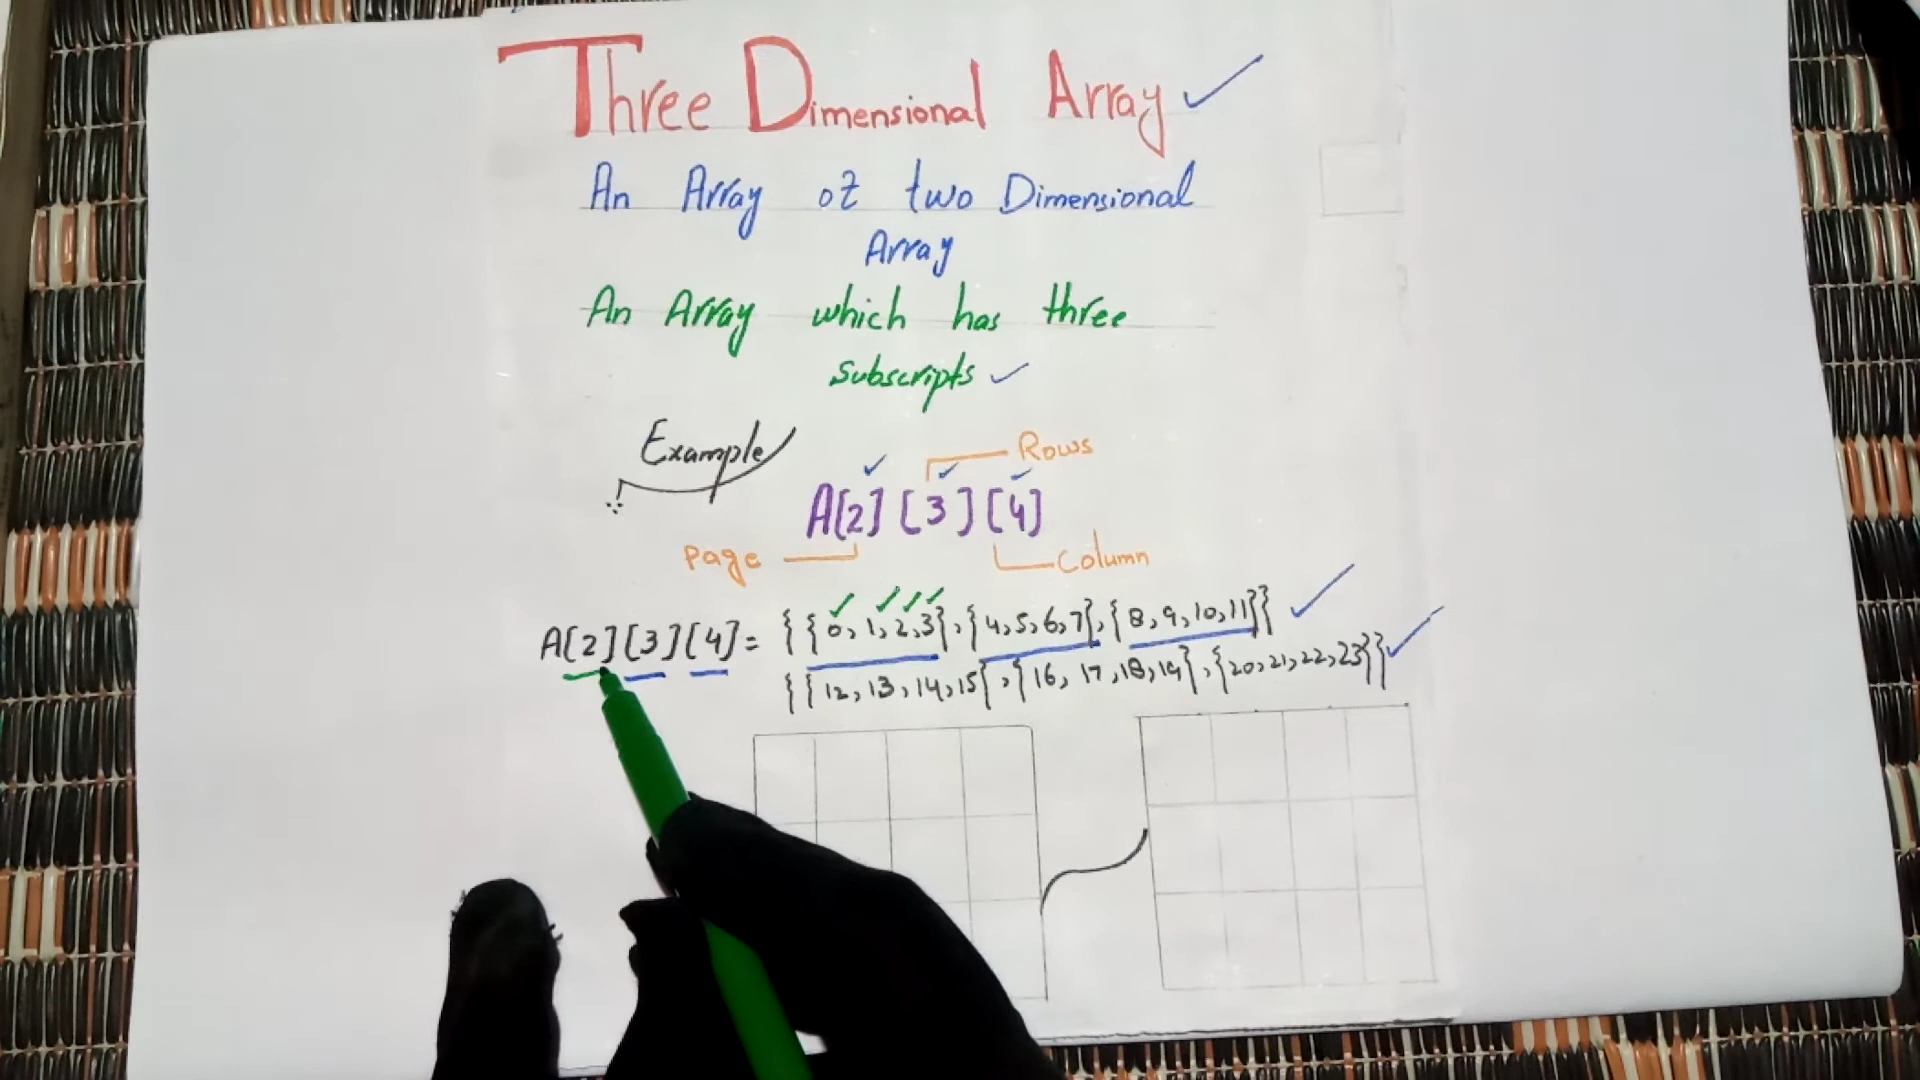 Three Dimensional Array
An Array of two Dimensional
Array
An Array which has three
Subscripts
Example
Rows
A[2] [3] [4]
Page
Column
A[2][3][4] = {{0, 1, 2, 3}, {4, 5, 6, 7}, {8, 9, 10, 11}}
{{12, 13, 14, 15}, {16, 17, 18, 19}, {20, 21, 22, 23}}